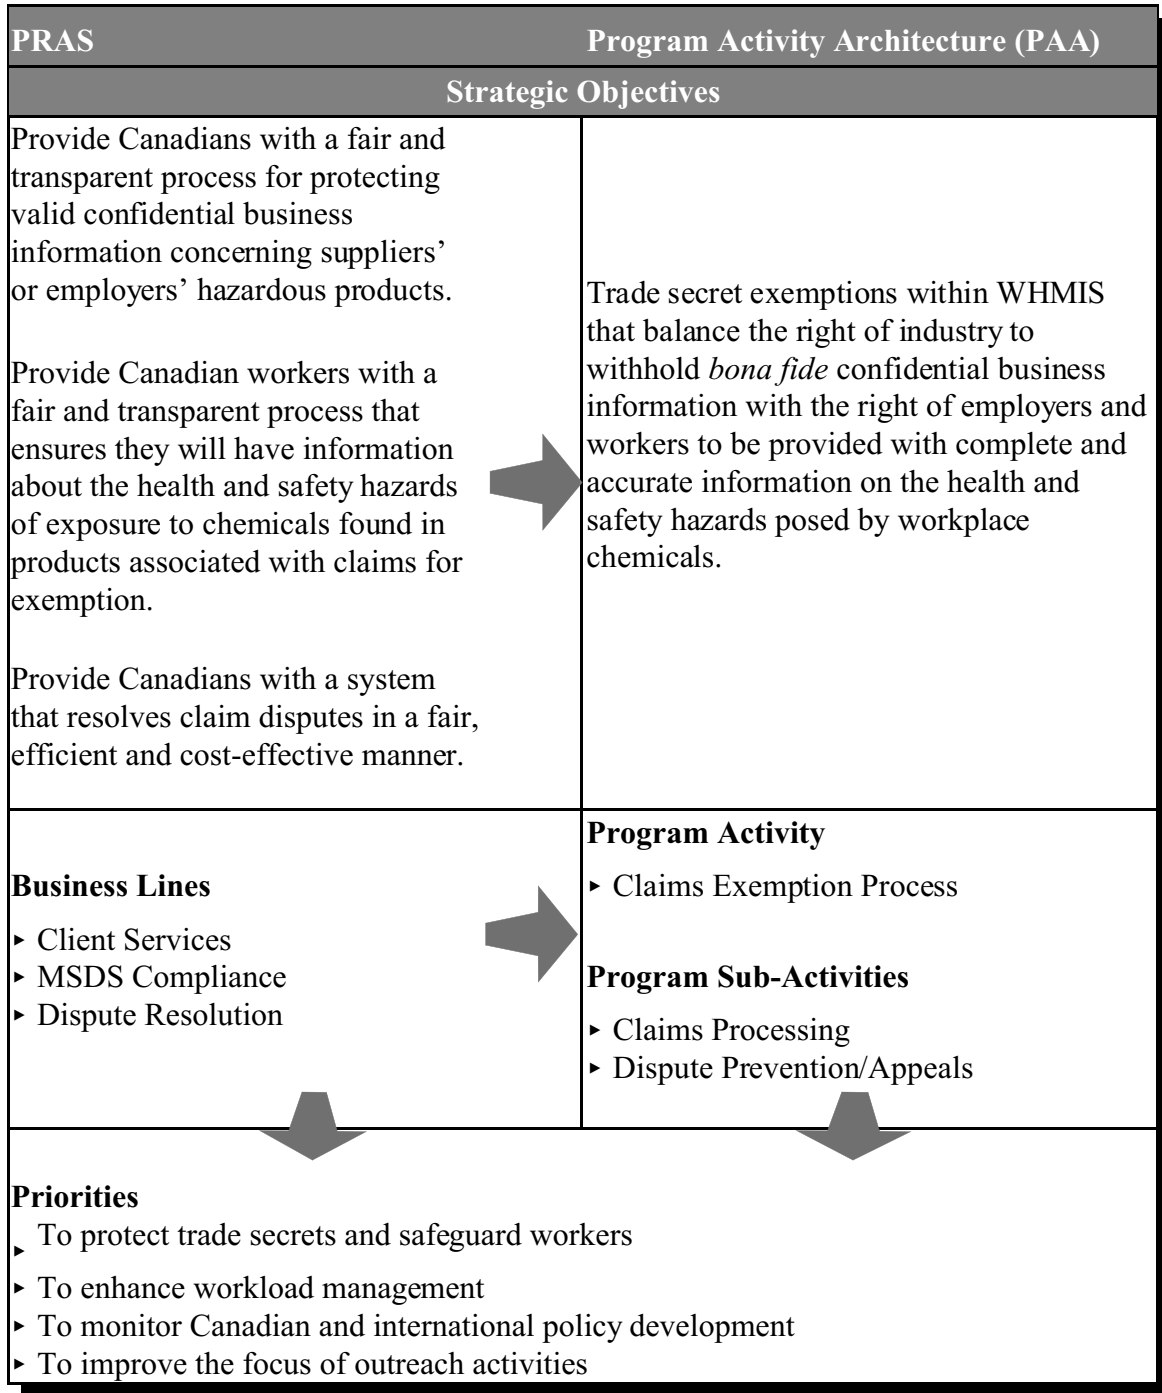 PRAS
Program Activity Architecture (PAA)
Strategic Objectives
Provide Canadians with a fair and
transparent process for protecting
valid confidential business
information concerning suppliers’
or employers’ hazardous products.
Provide Canadian workers with a
fair and transparent process that
ensures they will have information
about the health and safety hazards
of exposure to chemicals found in
products associated with claims for
exemption.
Provide Canadians with a system
that resolves claim disputes in a fair,
efficient and cost-effective manner.
Trade secret exemptions within WHMIS
that balance the right of industry to
withhold bona fide confidential business
information with the right of employers and
workers to be provided with complete and
accurate information on the health and
safety hazards posed by workplace
chemicals.
Business Lines
‣ Client Services
‣ MSDS Compliance
‣ Dispute Resolution
Program Activity
‣ Claims Exemption Process
Program Sub-Activities
‣ Claims Processing
‣ Dispute Prevention/Appeals
Priorities
‣ To protect trade secrets and safeguard workers
‣ To enhance workload management
‣ To monitor Canadian and international policy development
‣ To improve the focus of outreach activities